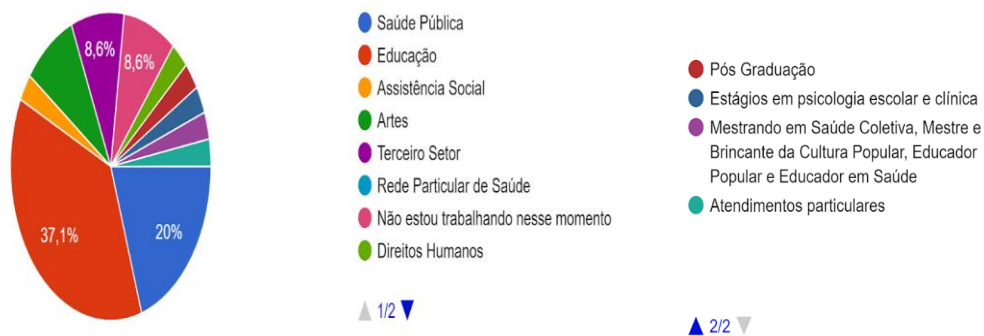 8,6%
8,6%
37,1%
20%
Saúde Pública
Educação
Assistência Social
Artes
Terceiro Setor
Rede Particular de Saúde
Não estou trabalhando nesse momento
Direitos Humanos
1/2
Pós Graduação
Estágios em psicologia escolar e clínica
Mestrando em Saúde Coletiva, Mestre e
Brincante da Cultura Popular, Educador
Popular e Educador em Saúde
Atendimentos particulares
2/2